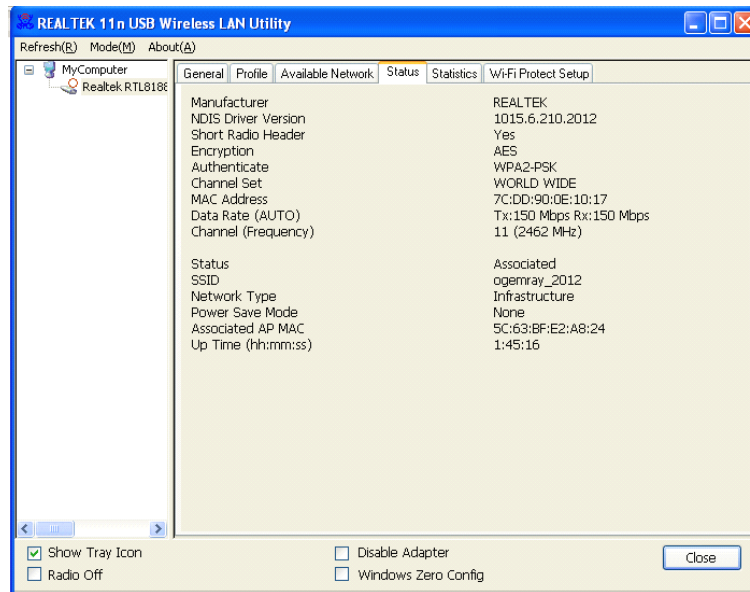 REALTEK 11n USB Wireless LAN Utility
Refresh(R) Mode(M) About(A)
MyComputer
Realtek RTL8188
General Profile Available Network Status Statistics Wi-Fi Protect Setup
Manufacturer REALTEK
NDIS Driver Version 1015.6.210.2012
Short Radio Header Yes
Encryption AES
Authenticate WPA2-PSK
Channel Set WORLD WIDE
MAC Address 7C:DD:90:0E:10:17
Data Rate (AUTO) Tx:150 Mbps Rx:150 Mbps
Channel (Frequency) 11 (2462 MHz)
Status Associated
SSID ogemray_2012
Network Type Infrastructure
Power Save Mode None
Associated AP MAC 5C:63:BF:E2:A8:24
Up Time (hh:mm:ss) 1:45:16
Show Tray Icon Disable Adapter Close
Radio Off Windows Zero Config